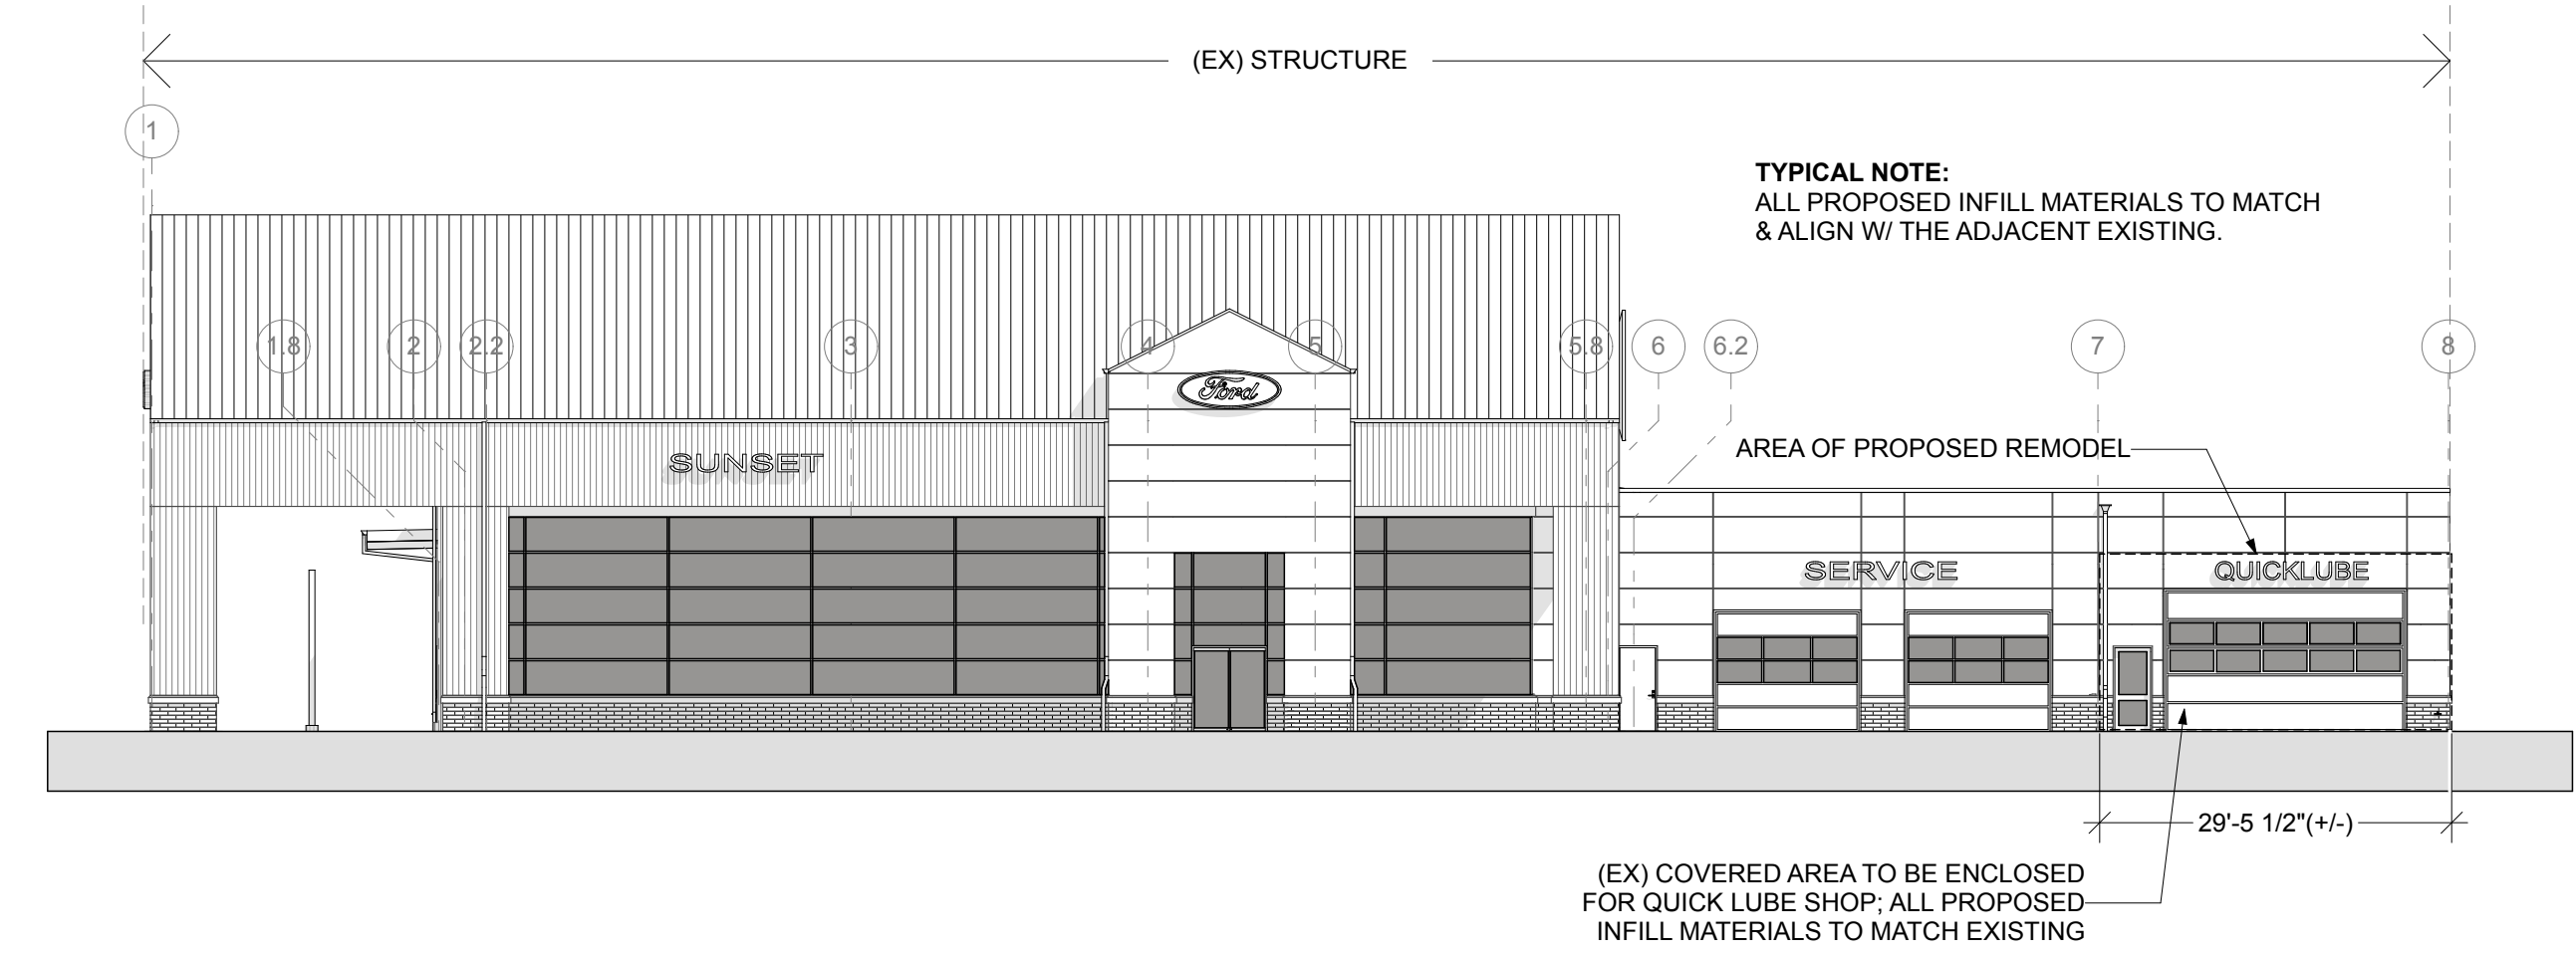 (EX) STRUCTURE
1
TYPICAL NOTE:
ALL PROPOSED INFILL MATERIALS TO MATCH
& ALIGN W/ THE ADJACENT EXISTING.
1.8
2
2.2
3
4
5
5.8
6
6.2
7
8
Ford
AREA OF PROPOSED REMODEL
SUNSET
SERVICE
QUICKLUBE
29'-5 1/2"(+/-)
(EX) COVERED AREA TO BE ENCLOSED
FOR QUICK LUBE SHOP; ALL PROPOSED
INFILL MATERIALS TO MATCH EXISTING